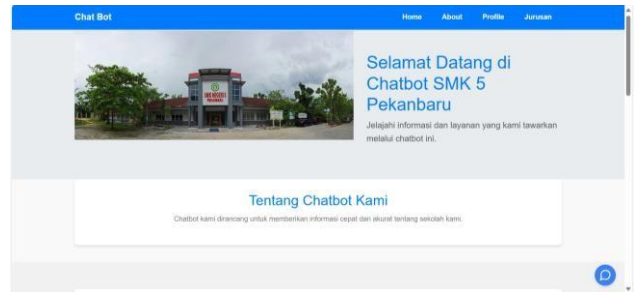 Chat Bot
Home About Profile Jurusan
Selamat Datang di
Chatbot SMK 5
Pekanbaru
Jelajahi informasi dan layanan yang kami tawarkan
melalui chatbot ini.
Tentang Chatbot Kami
Chatbot kami dirancang untuk memberikan informasi cepat dan akurat tentang sekolah kami.